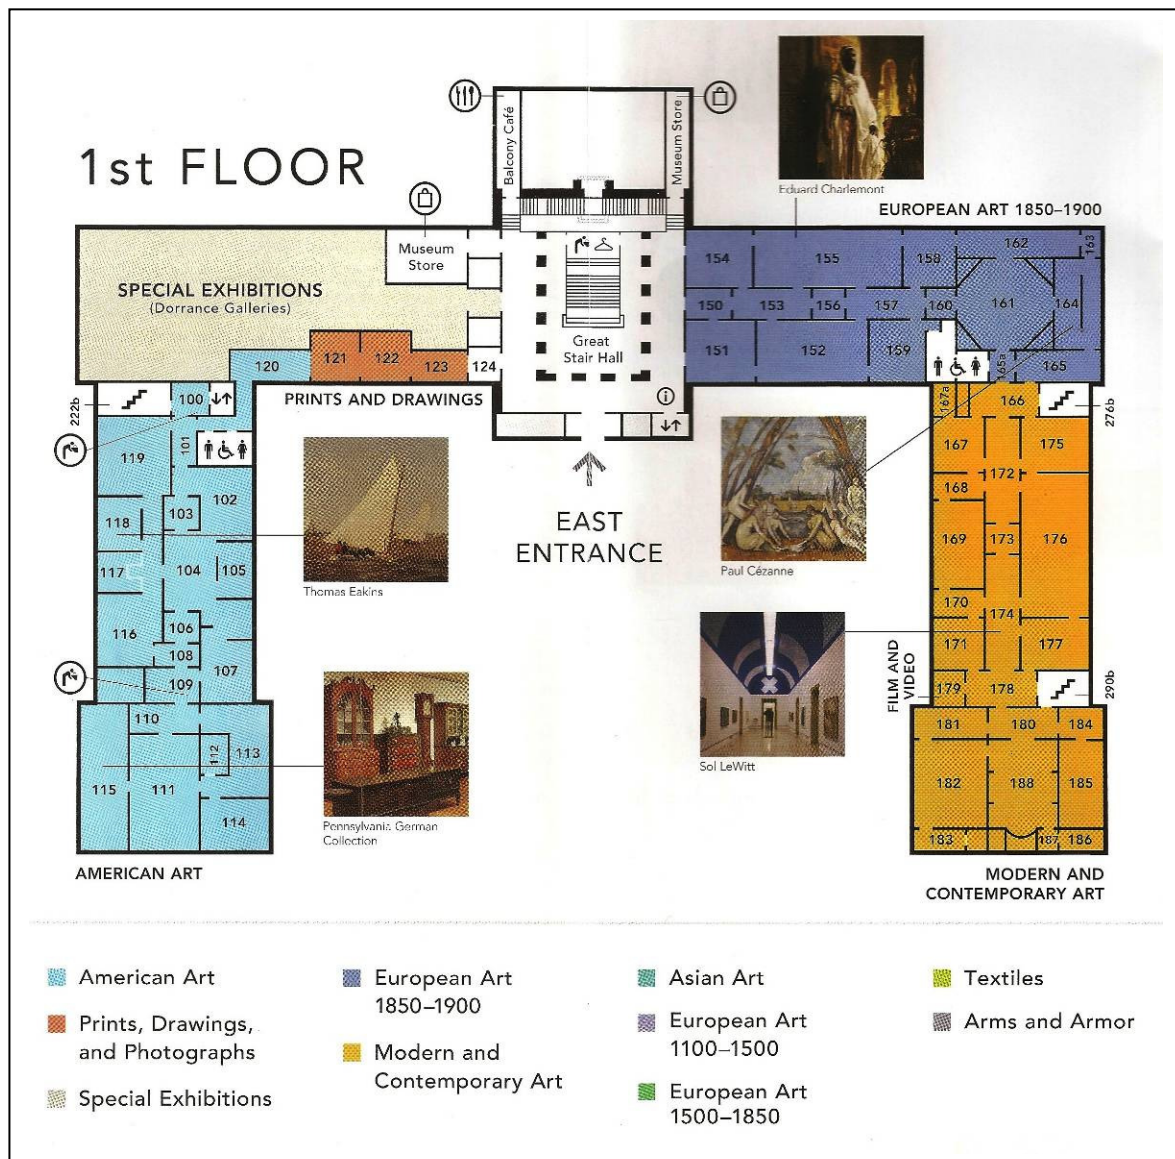 Balcony Café
Museum Store
1st FLOOR
Eduard Charlemont
EUROPEAN ART 1850–1900
Museum
Store
SPECIAL EXHIBITIONS
(Dorrance Galleries)
Great
Stair Hall
154
155
158
162
163
150
153
156
157
160
161
164
151
152
159
165a
165
120
121
122
123
124
PRINTS AND DRAWINGS
222b
100
101
119
102
103
118
117
104
105
116
106
108
107
109
110
112
113
115
111
114
AMERICAN ART
Thomas Eakins
Pennsylvania German
Collection
EAST
ENTRANCE
Paul Cézanne
Sol LeWitt
167a
166
276b
167
175
172
168
169
173
176
170
174
171
177
FILM AND
VIDEO
179
178
290b
181
180
184
182
188
185
183
187
186
MODERN AND
CONTEMPORARY ART
American Art
Prints, Drawings,
and Photographs
Special Exhibitions
European Art
1850–1900
Modern and
Contemporary Art
Asian Art
European Art
1100–1500
European Art
1500–1850
Textiles
Arms and Armor